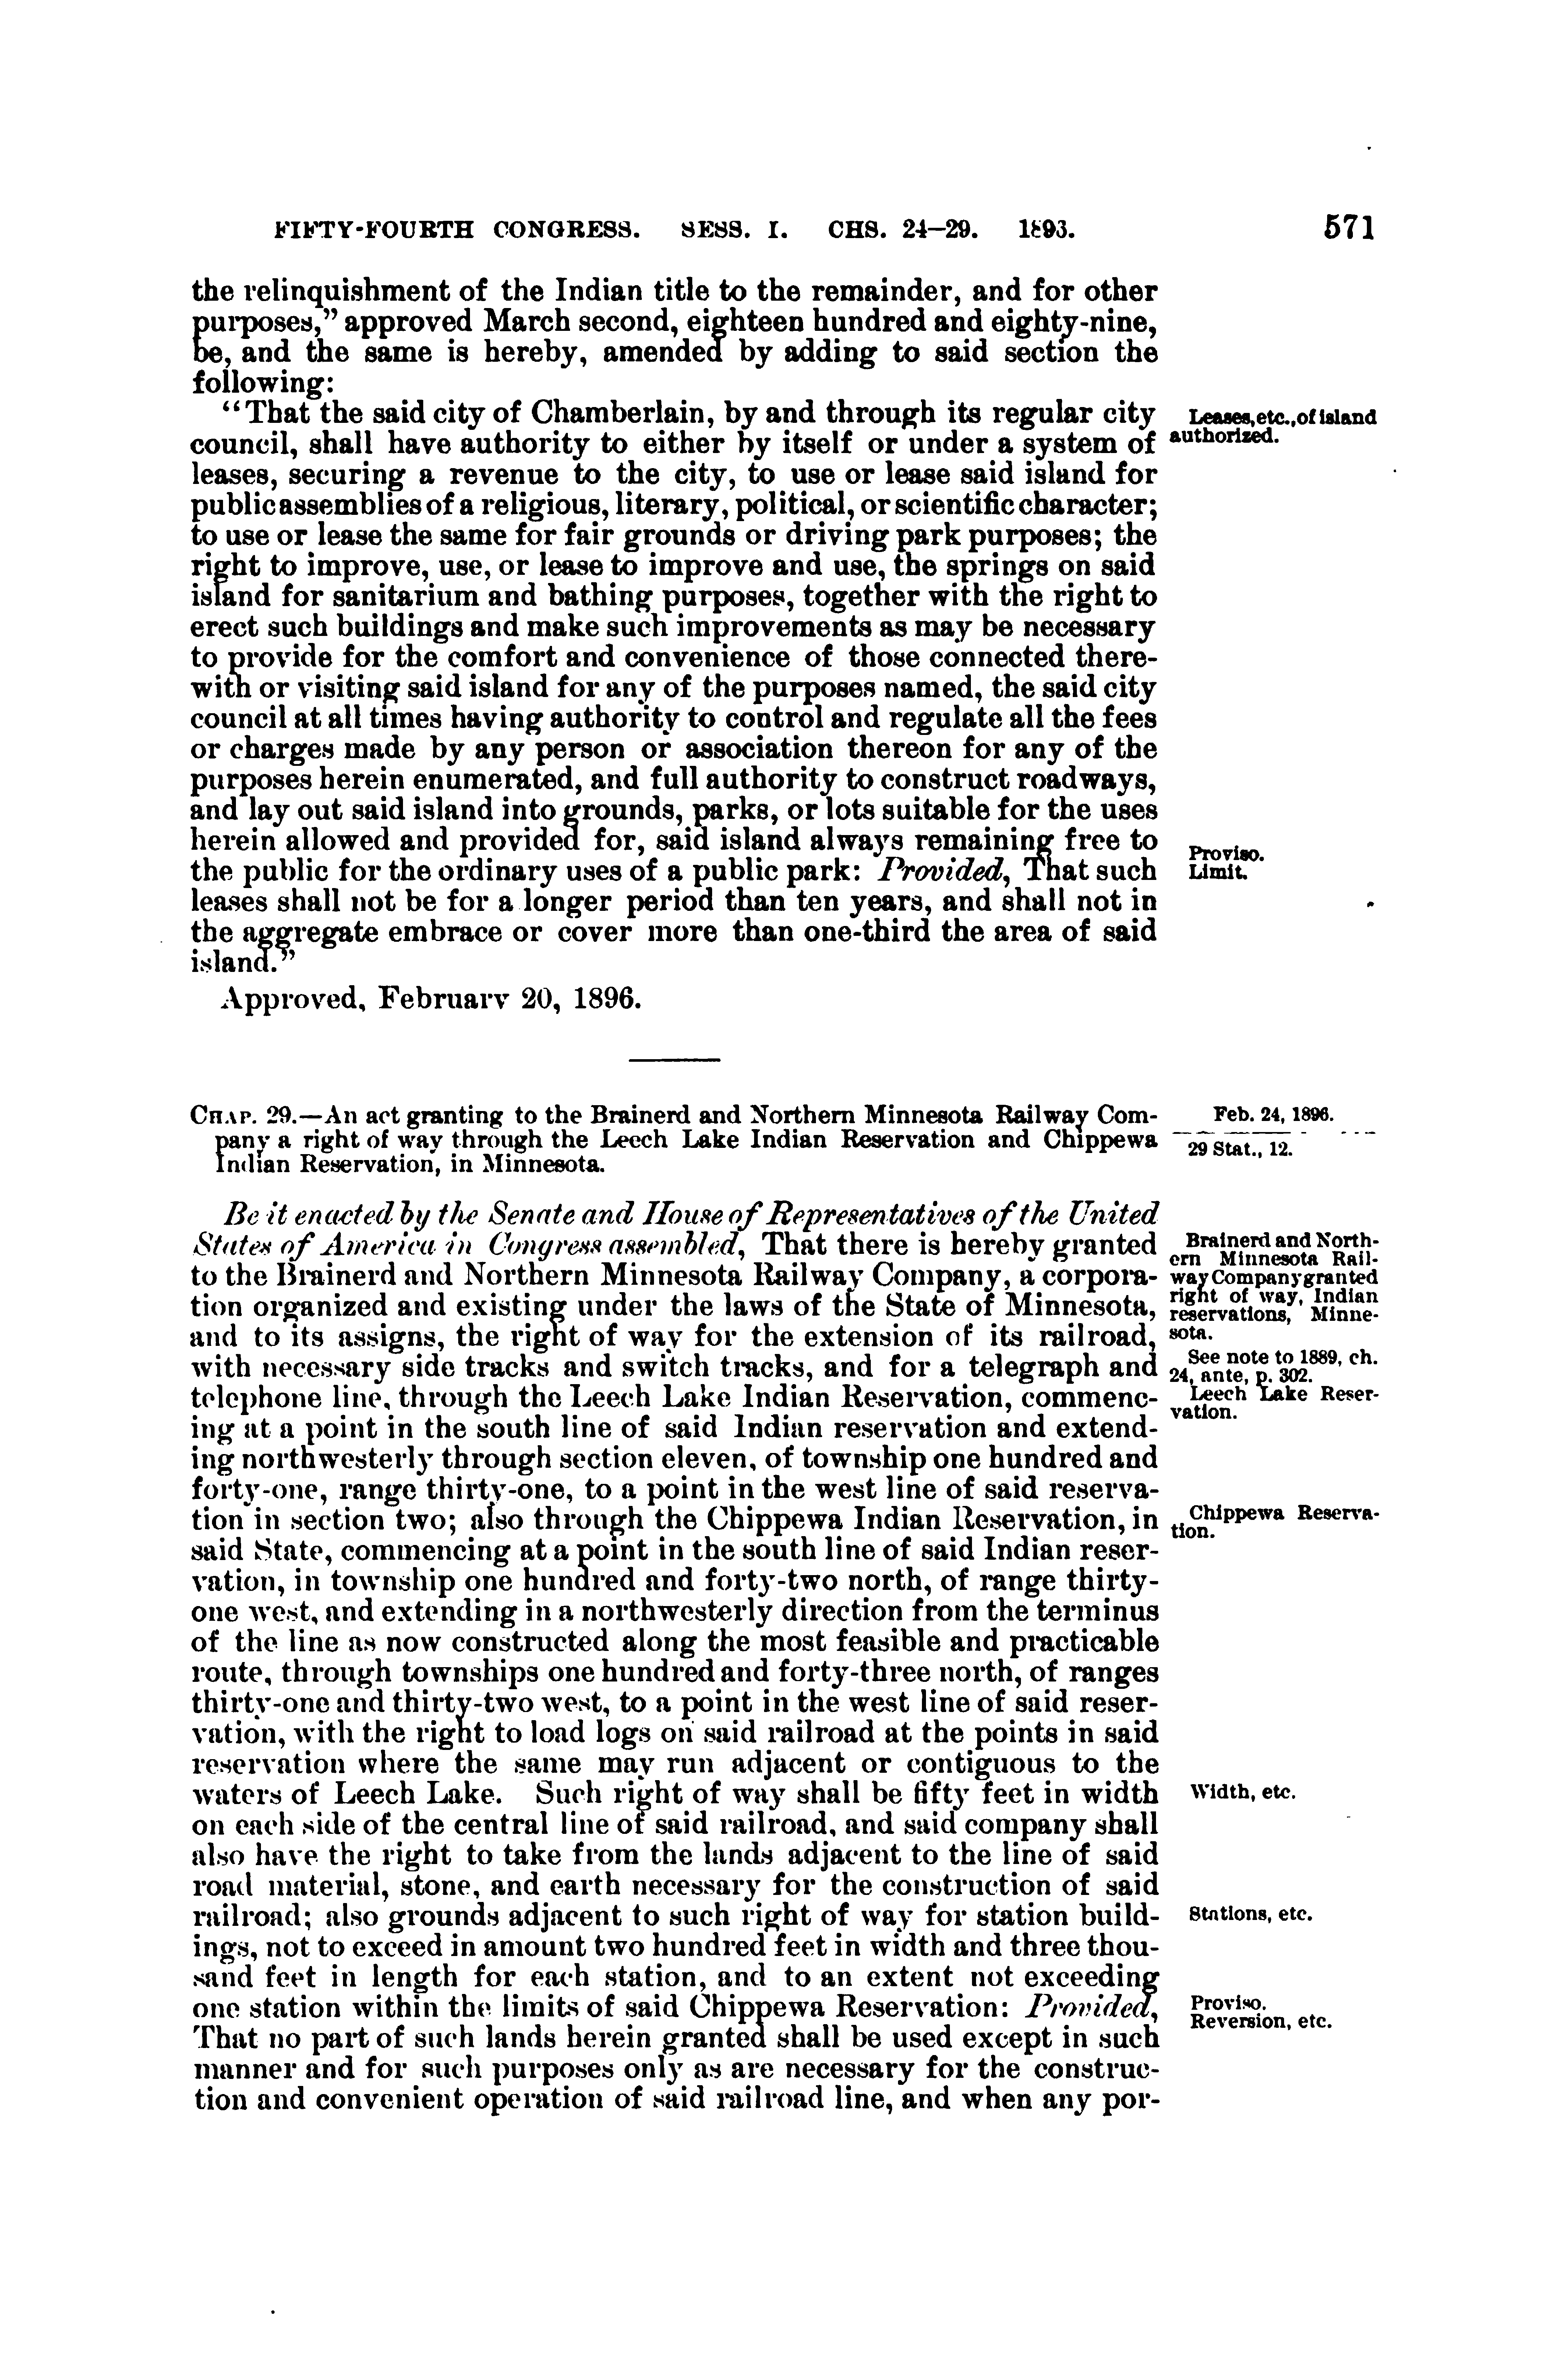 FIFTY-FOURTH CONGRESS. SESS. I. CHS. 24–29. 1893. 571
the relinquishment of the Indian title to the remainder, and for other
purposes,” approved March second, eighteen hundred and eighty-nine,
be, and the same is hereby, amended by adding to said section the
following:
“That the said city of Chamberlain, by and through its regular city
council, shall have authority to either by itself or under a system of
leases, securing a revenue to the city, to use or lease said island for
public assemblies of a religious, literary, political, or scientific character;
to use or lease the same for fair grounds or driving park purposes; the
right to improve, use, or lease to improve and use, the springs on said
island for sanitarium and bathing purposes, together with the right to
erect such buildings and make such improvements as may be necessary
to provide for the comfort and convenience of those connected there-
with or visiting said island for any of the purposes named, the said city
council at all times having authority to control and regulate all the fees
or charges made by any person or association thereon for any of the
purposes herein enumerated, and full authority to construct roadways,
and lay out said island into grounds, parks, or lots suitable for the uses
herein allowed and provided for, said island always remaining free to
the public for the ordinary uses of a public park: Provided, That such
leases shall not be for a longer period than ten years, and shall not in
the aggregate embrace or cover more than one-third the area of said
island.”
Leases, etc., of island
authorized.
Proviso.
Limit.
Approved, February 20, 1896.
CHAP. 29.—An act granting to the Brainerd and Northern Minnesota Railway Com-
pany a right of way through the Leech Lake Indian Reservation and Chippewa
Indian Reservation, in Minnesota.
Feb. 24, 1896.
29 Stat., 12.
Be it enacted by the Senate and House of Representatives of the United
States of America in Congress assembled, That there is hereby granted
to the Brainerd and Northern Minnesota Railway Company, a corpora-
tion organized and existing under the laws of the State of Minnesota,
and to its assigns, the right of way for the extension of its railroad,
with necessary side tracks and switch tracks, and for a telegraph and
telephone line, through the Leech Lake Indian Reservation, commenc-
ing at a point in the south line of said Indian reservation and extend-
ing northwesterly through section eleven, of township one hundred and
forty-one, range thirty-one, to a point in the west line of said reserva-
tion in section two; also through the Chippewa Indian Reservation, in
said State, commencing at a point in the south line of said Indian reser-
vation, in township one hundred and forty-two north, of range thirty-
one west, and extending in a northwesterly direction from the terminus
of the line as now constructed along the most feasible and practicable
route, through townships one hundred and forty-three north, of ranges
thirty-one and thirty-two west, to a point in the west line of said reser-
vation, with the right to load logs on said railroad at the points in said
reservation where the same may run adjacent or contiguous to the
waters of Leech Lake. Such right of way shall be fifty feet in width
on each side of the central line of said railroad, and said company shall
also have the right to take from the lands adjacent to the line of said
road material, stone, and earth necessary for the construction of said
railroad; also grounds adjacent to such right of way for station build-
ings, not to exceed in amount two hundred feet in width and three thou-
sand feet in length for each station, and to an extent not exceeding
one station within the limits of said Chippewa Reservation: Provided,
That no part of such lands herein granted shall be used except in such
manner and for such purposes only as are necessary for the construc-
tion and convenient operation of said railroad line, and when any por-
Brainerd and North-
ern Minnesota Rail-
way Company granted
right of way, Indian
reservations, Minne-
sota.
See note to 1889, ch.
24, ante, p. 302.
Leech Lake Reser-
vation.
Chippewa Reserva-
tion.
Width, etc.
Stations, etc.
Proviso.
Reversion, etc.